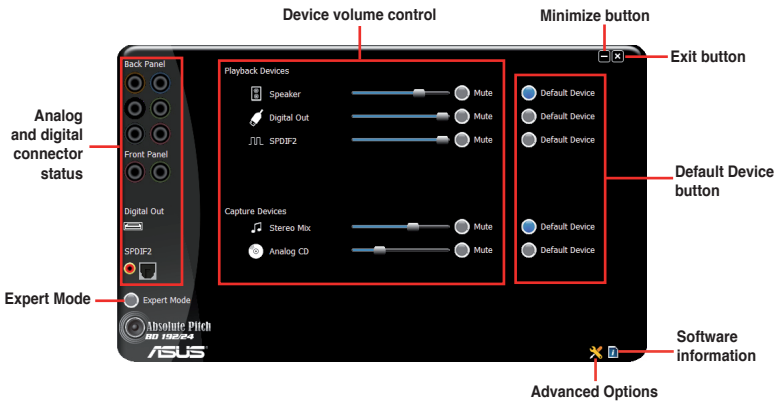 Device volume control
Minimize button
Exit button
Back Panel
Playback Devices
Speaker
Mute
Default Device
Digital Out
Mute
Default Device
SPDIF2
Mute
Default Device
Analog
and digital
connector
status
Front Panel
Default Device
button
Digital Out
Capture Devices
Stereo Mix
Mute
Default Device
Analog CD
Mute
Default Device
SPDIF2
Expert Mode
Expert Mode
Absolute Pitch
BD 192/24
ASUS
Software
information
Advanced Options